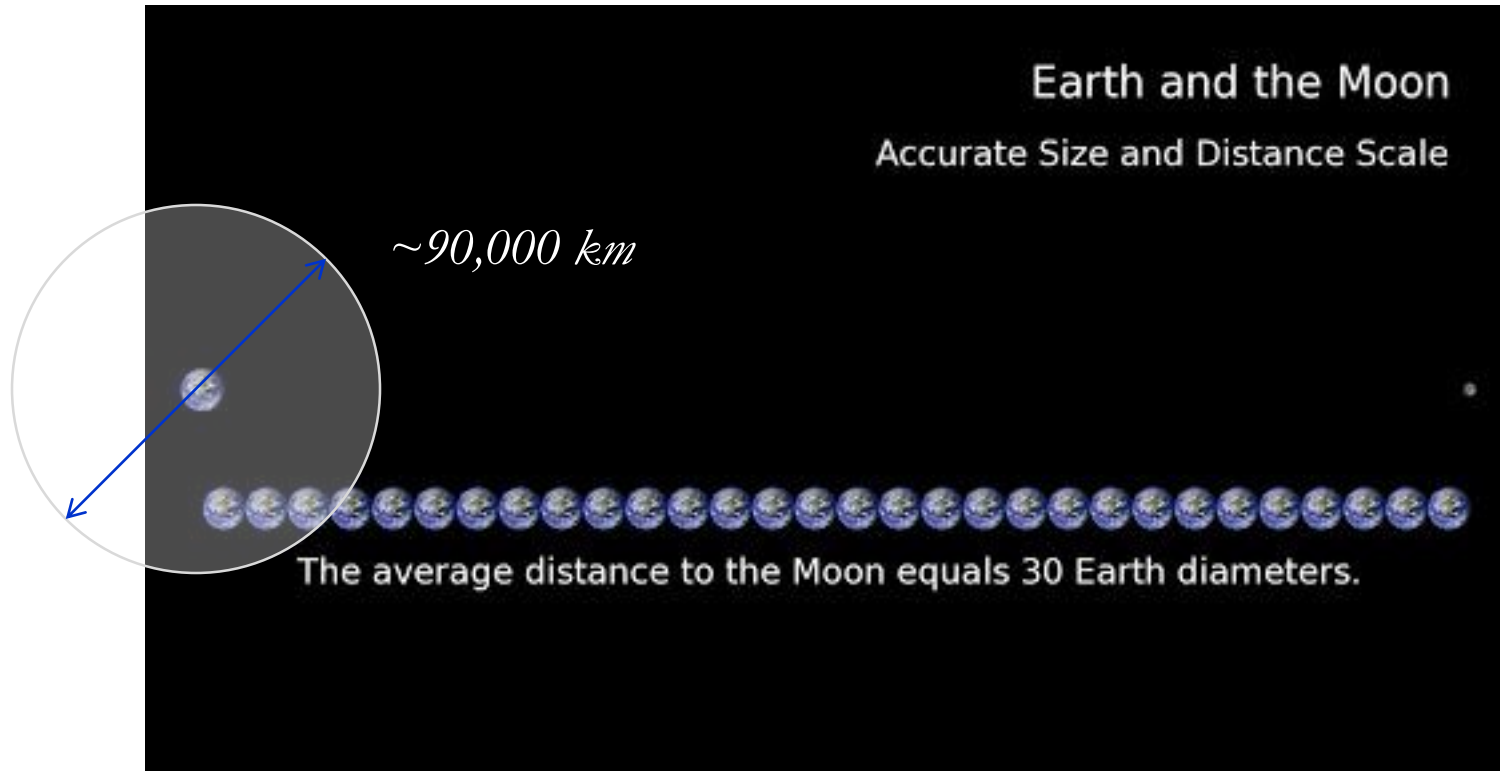 Earth and the Moon
Accurate Size and Distance Scale
~90,000 km
The average distance to the Moon equals 30 Earth diameters.